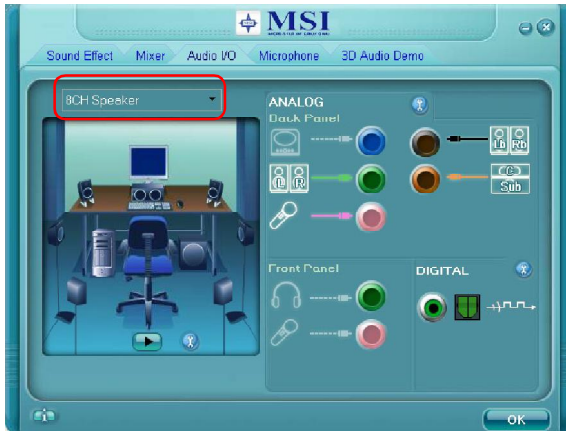 MSI
Sound Effect Mixer Audio I/O Microphone 3D Audio Demo
8CH Speaker
ANALOG
Back Panel
Lb Rb
L R
C
Sub
Front Panel
DIGITAL
OK